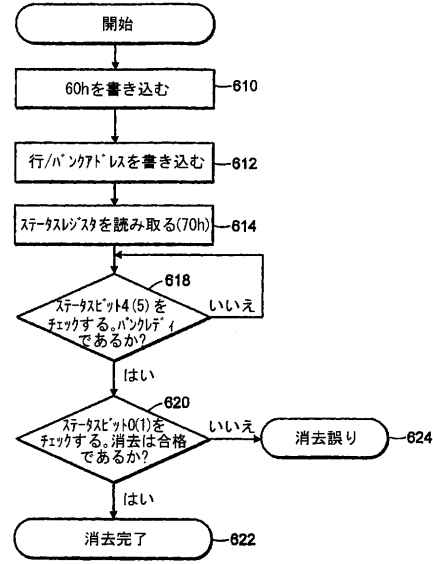 開始
60hを書き込む
610
行/ﾊﾞﾝｸｱﾄﾞﾚｽを書き込む
612
ｽﾃｰﾀｽﾚｼﾞｽﾀを読み取る(70h)
614
618
ｽﾃｰﾀｽﾋﾞｯﾄ4(5)を
ﾁｪｯｸする。ﾊﾞﾝｸﾚﾃﾞｨ
であるか?
いいえ
はい
620
ｽﾃｰﾀｽﾋﾞｯﾄ0(1)を
ﾁｪｯｸする。消去は合格
であるか?
いいえ
消去誤り
624
はい
消去完了
622